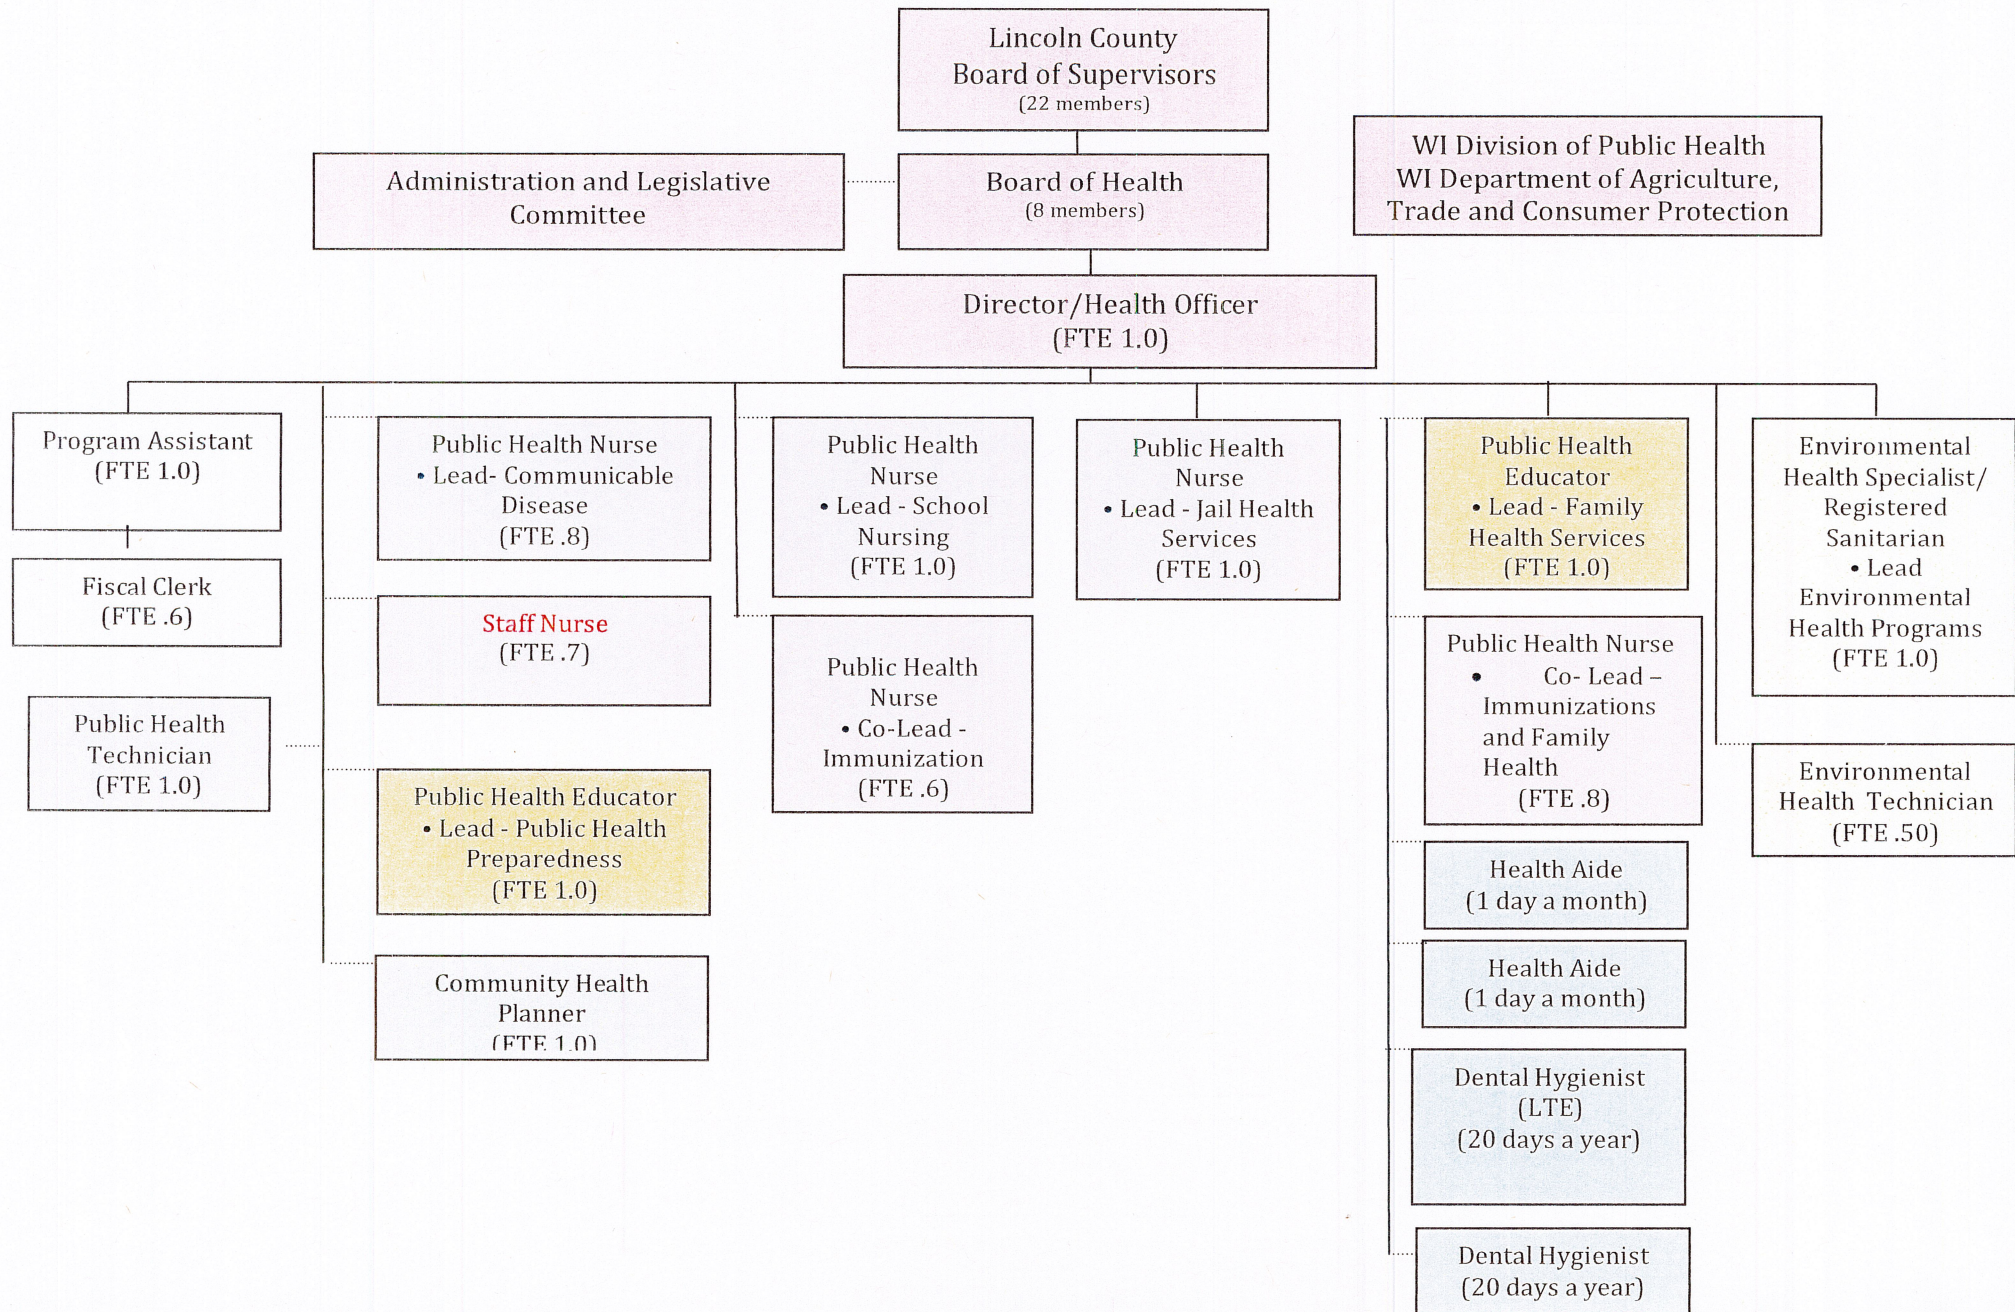 Lincoln County
Board of Supervisors
(22 members)
Administration and Legislative
Committee
Board of Health
(8 members)
WI Division of Public Health
WI Department of Agriculture,
Trade and Consumer Protection
Director/Health Officer
(FTE 1.0)
Program Assistant
(FTE 1.0)
Fiscal Clerk
(FTE .6)
Public Health
Technician
(FTE 1.0)
Public Health Nurse
• Lead- Communicable
Disease
(FTE .8)
Staff Nurse
(FTE .7)
Public Health Educator
• Lead - Public Health
Preparedness
(FTE 1.0)
Community Health
Planner
(FTE 1.0)
Public Health
Nurse
• Lead - School
Nursing
(FTE 1.0)
Public Health
Nurse
• Co-Lead -
Immunization
(FTE .6)
Public Health
Nurse
• Lead - Jail Health
Services
(FTE 1.0)
Public Health
Educator
• Lead - Family
Health Services
(FTE 1.0)
Public Health Nurse
• Co- Lead –
Immunizations
and Family
Health
(FTE .8)
Health Aide
(1 day a month)
Health Aide
(1 day a month)
Dental Hygienist
(LTE)
(20 days a year)
Dental Hygienist
(20 days a year)
Environmental
Health Specialist/
Registered
Sanitarian
• Lead
Environmental
Health Programs
(FTE 1.0)
Environmental
Health Technician
(FTE .50)